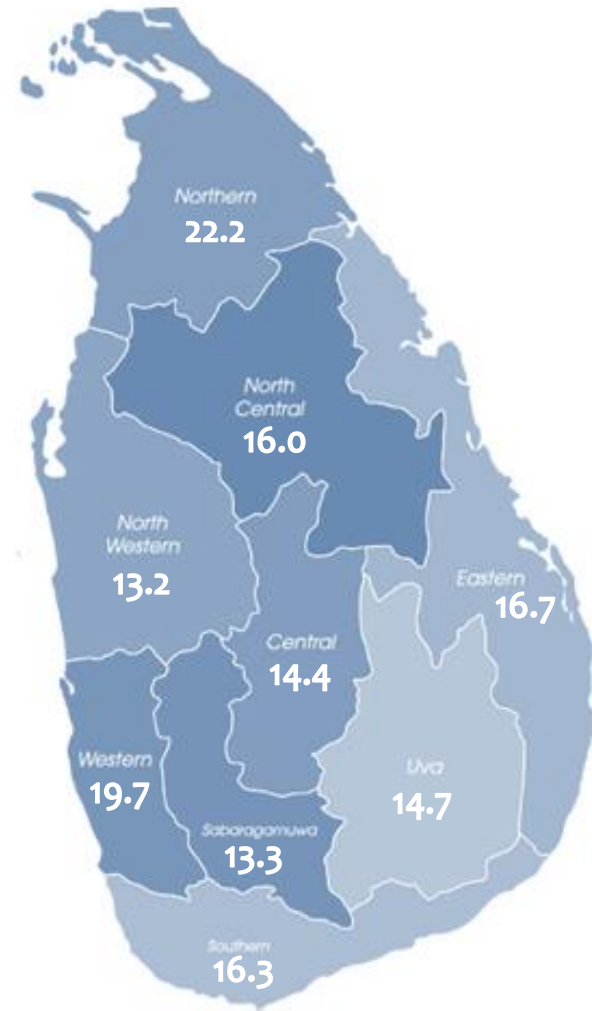 Northern
22.2
North
Central
16.0
North
Western
13.2
Eastern
16.7
Central
14.4
Western
19.7
Uva
14.7
Sabaragamuwa
13.3
Southern
16.3